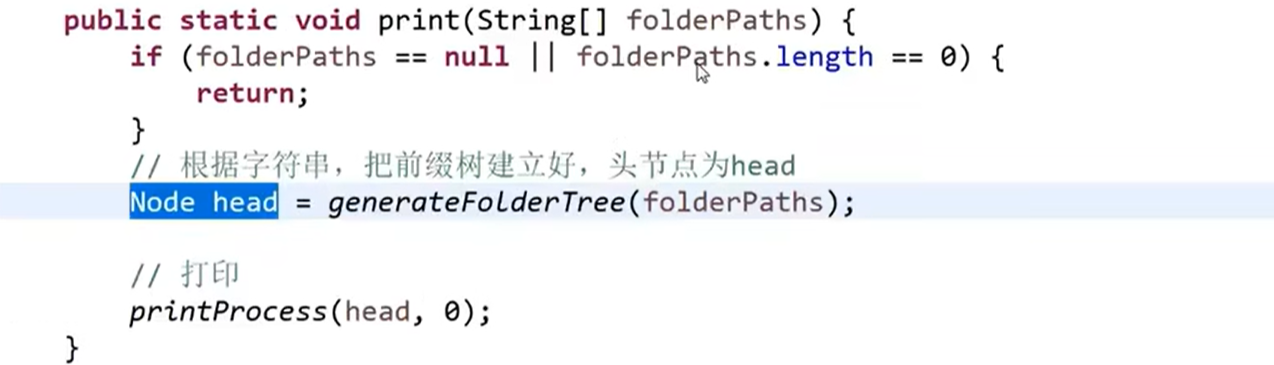 public static void print(String[] folderPaths) {
if (folderPaths == null || folderPaths.length == 0) {
return;
}
// 根据字符串，把前缀树建立好，头节点为head
Node head = generateFolderTree(folderPaths);
// 打印
printProcess(head, 0);
}